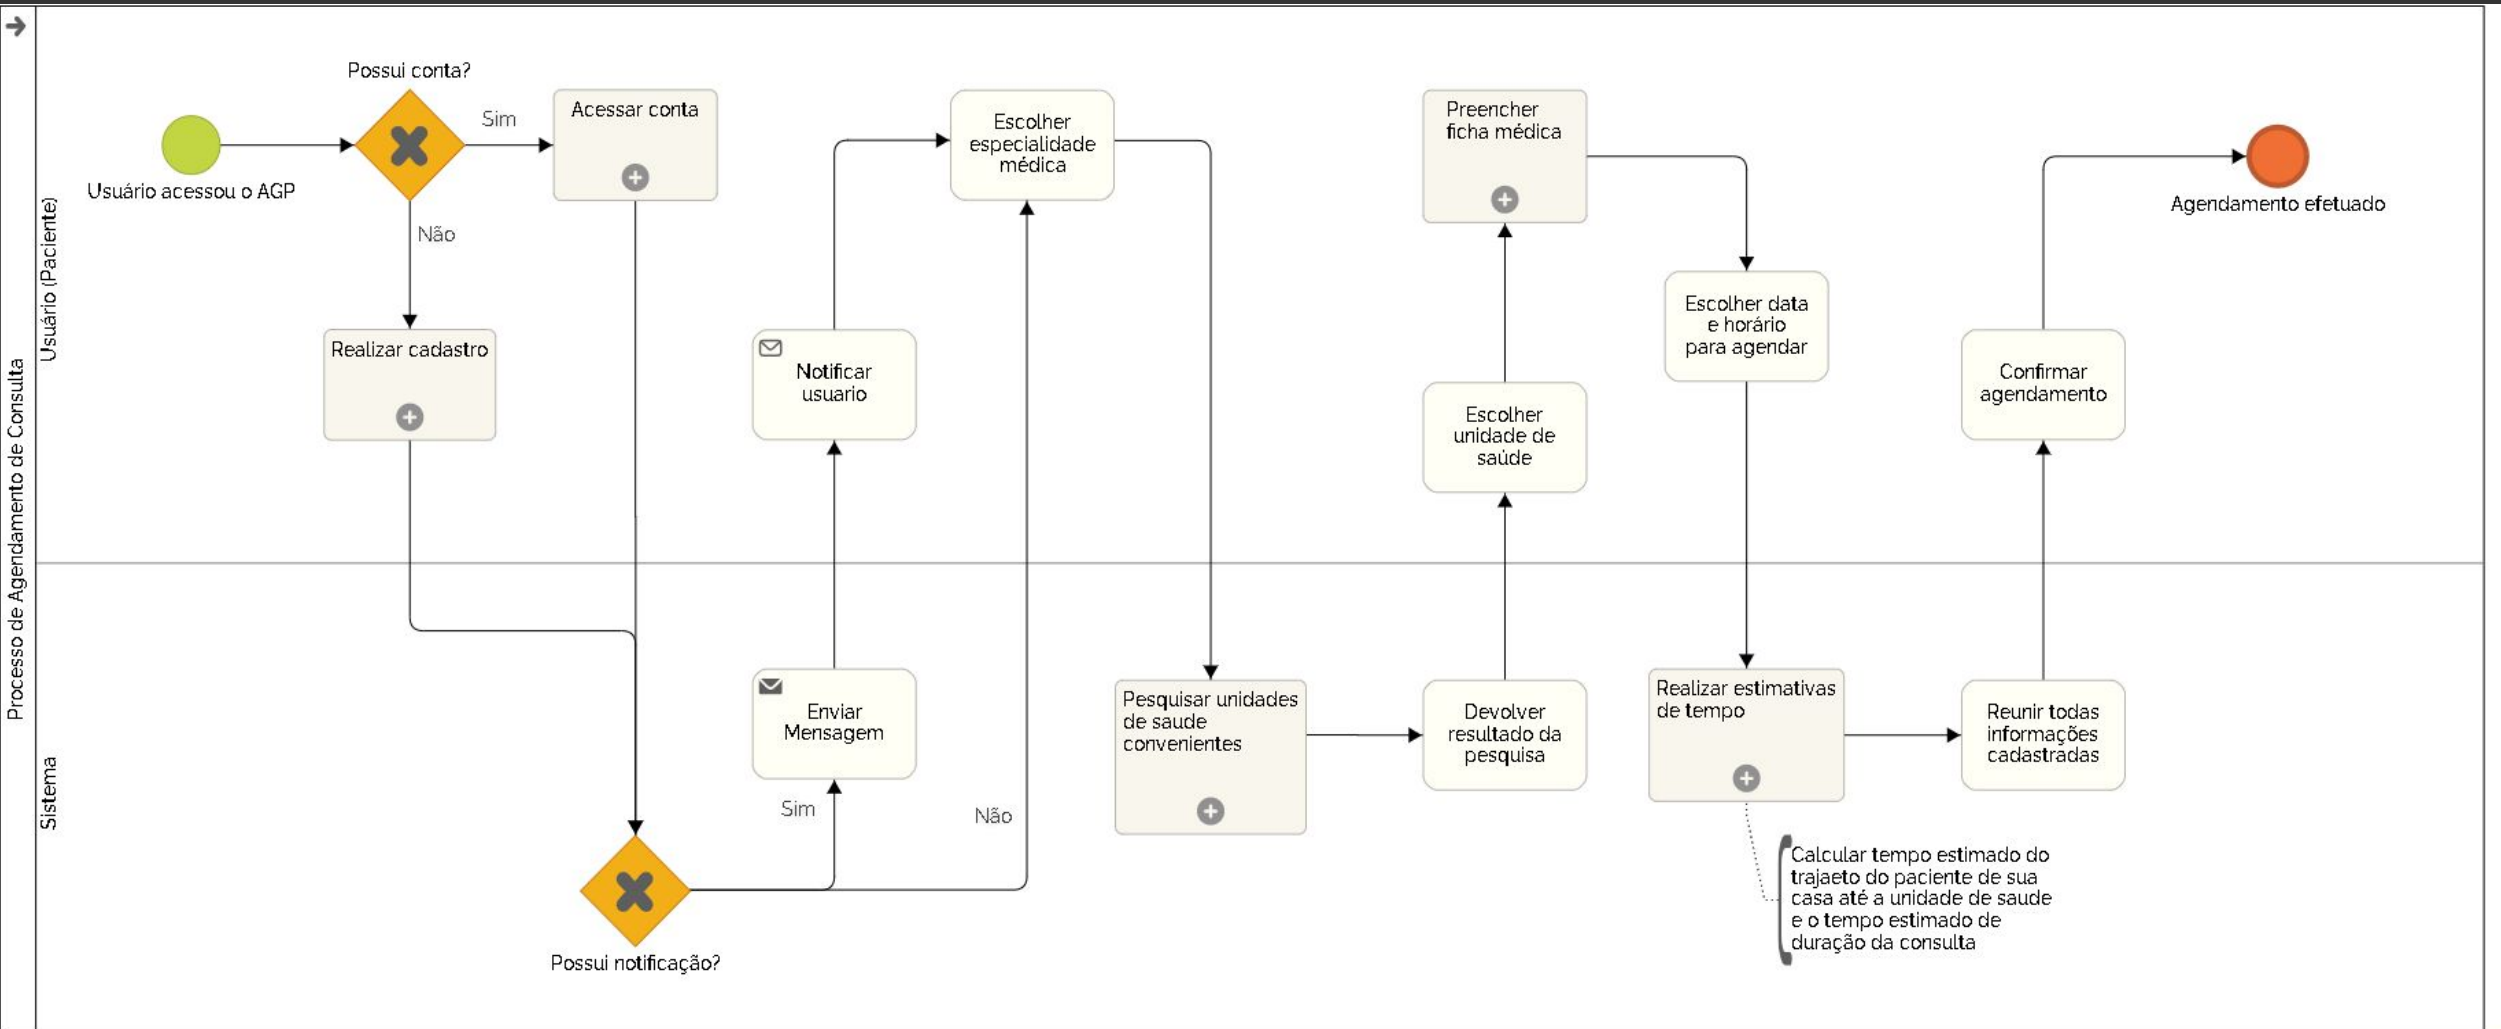 Processo de Agendamento de Consulta
Usuário (Paciente)
Usuário acessou o AGP
Possui conta?
Sim
Não
Acessar conta
Realizar cadastro
Notificar
usuario
Escolher
especialidade
médica
Preencher
ficha médica
Escolher
unidade de
saúde
Escolher data
e horário
para agendar
Confirmar
agendamento
Agendamento efetuado
Sistema
Possui notificação?
Sim
Não
Enviar
Mensagem
Pesquisar unidades
de saude
convenientes
Devolver
resultado da
pesquisa
Realizar estimativas
de tempo
Reunir todas
informações
cadastradas
Calcular tempo estimado do
trajaeto do paciente de sua
casa até a unidade de saude
e o tempo estimado de
duração da consulta